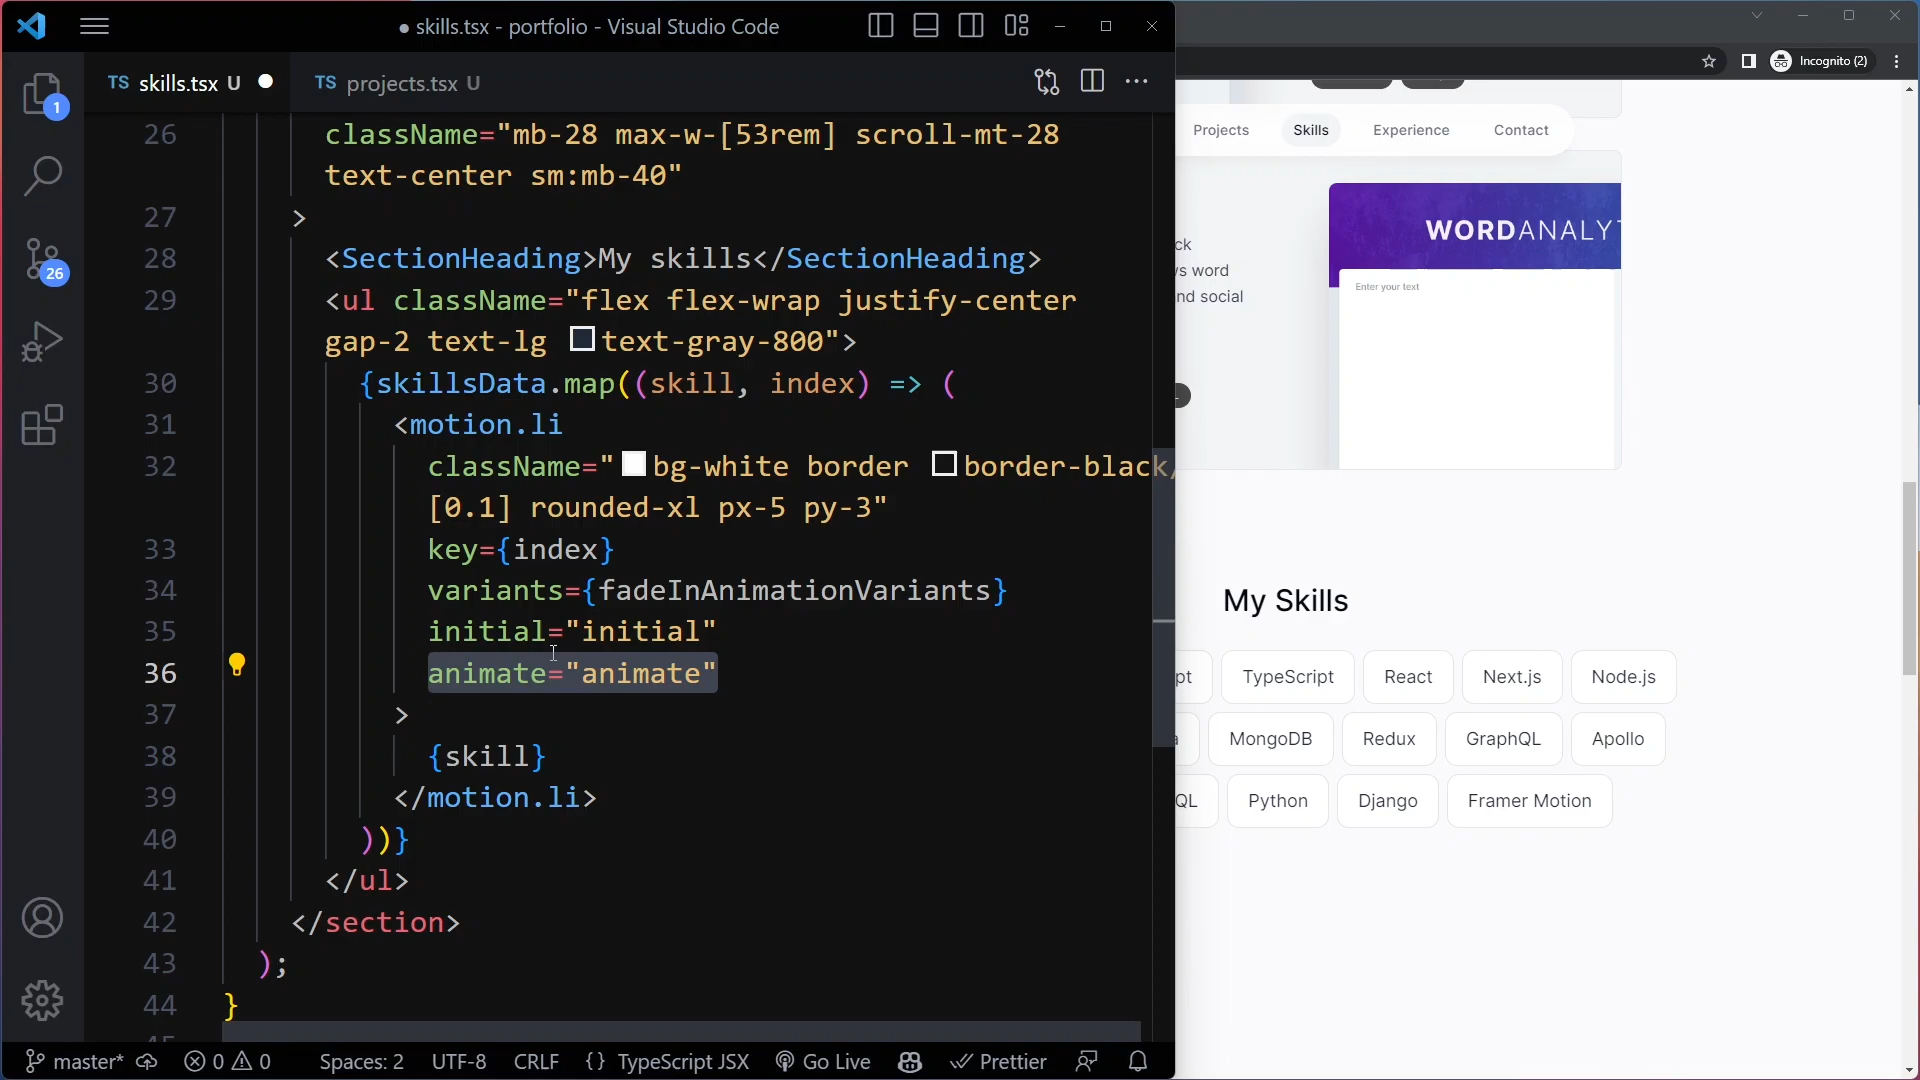 ● skills.tsx - portfolio - Visual Studio Code
TS skills.tsx U ●
TS projects.tsx U
1
26
26 className="mb-28 max-w-[53rem] scroll-mt-28
text-center sm:mb-40"
27 >
28 <SectionHeading>My skills</SectionHeading>
29 <ul className="flex flex-wrap justify-center
gap-2 text-lg text-gray-800">
30 {skillsData.map((skill, index) => (
31 <motion.li
32 className="bg-white border border-black/
[0.1] rounded-xl px-5 py-3"
33 key={index}
34 variants={fadeInAnimationVariants}
35 initial="initial"
36 animate="animate"
37 >
38 {skill}
39 </motion.li>
40 ))}
41 </ul>
42 </section>
43 );
44 }
master* 0 0 Spaces: 2 UTF-8 CRLF {} TypeScript JSX Go Live Prettier
Incognito (2)
Projects Skills Experience Contact
WORDANALY
Enter your text
ck
vs word
nd social
My Skills
pt TypeScript React Next.js Node.js
a MongoDB Redux GraphQL Apollo
QL Python Django Framer Motion